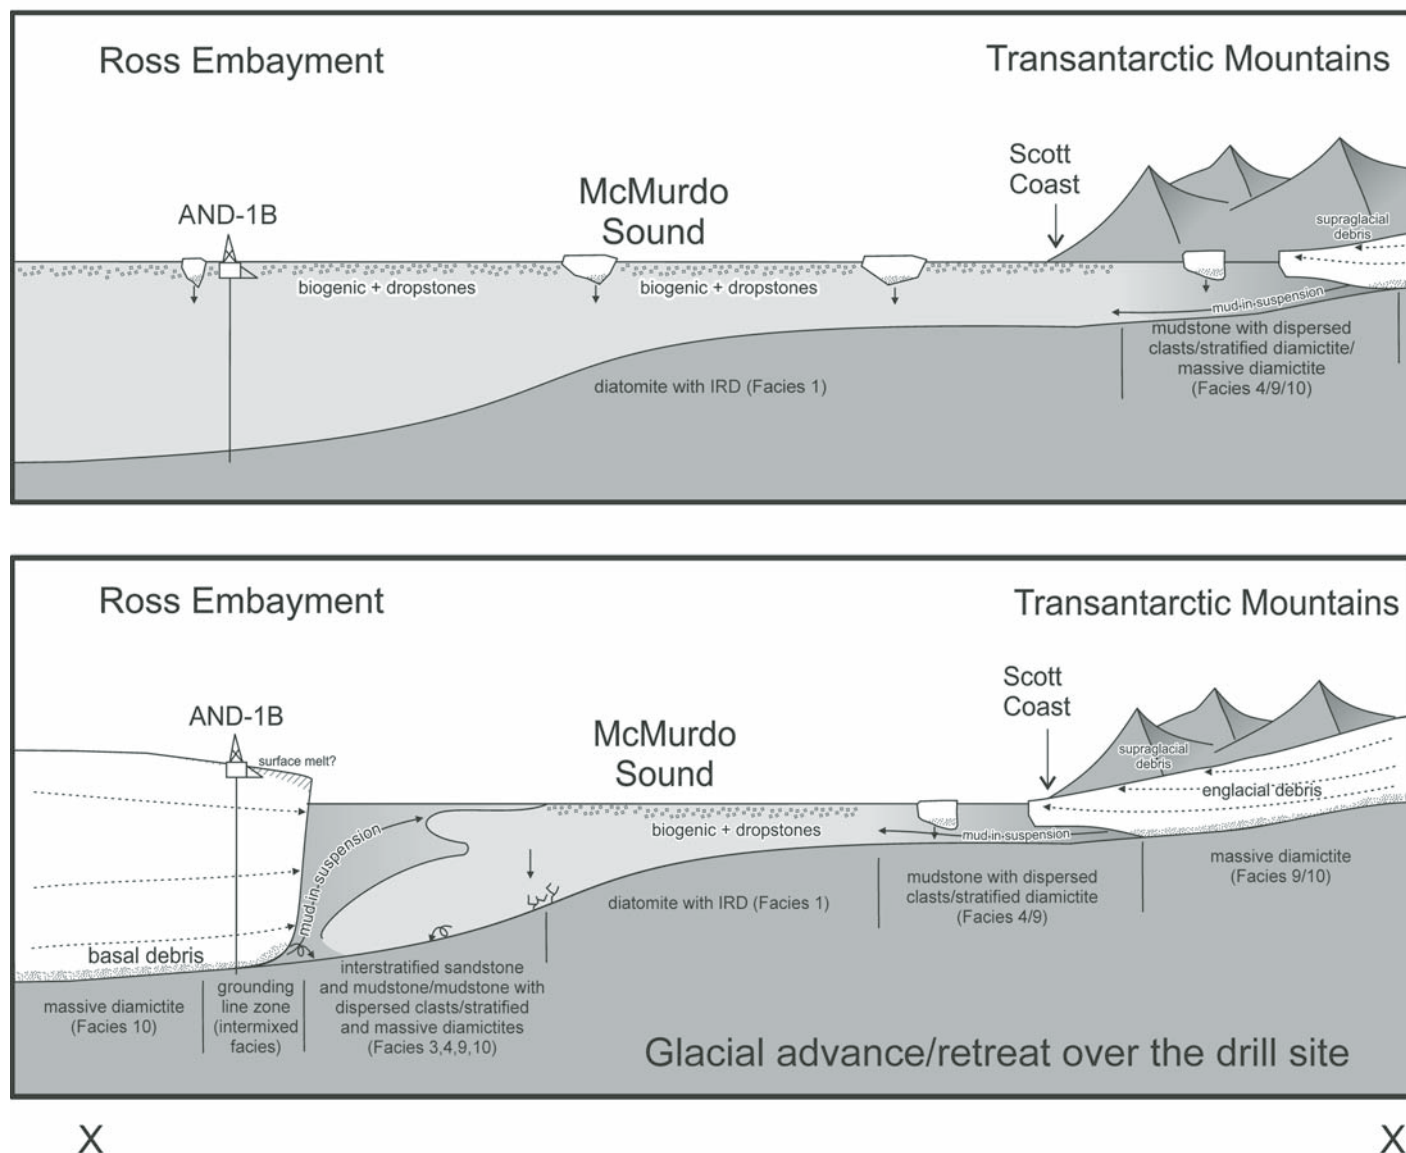 Ross Embayment
Transantarctic Mountains
Scott
Coast
McMurdo
Sound
AND-1B
supraglacial
debris
biogenic + dropstones
biogenic + dropstones
mud-in-suspension
mudstone with dispersed
clasts/stratified diamictite/
massive diamictite
(Facies 4/9/10)
diatomite with IRD (Facies 1)
Ross Embayment
Transantarctic Mountains
Scott
Coast
AND-1B
McMurdo
Sound
surface melt?
supraglacial
debris
englacial debris
mud-in-suspension
biogenic + dropstones
mud-in-suspension
massive diamictite
(Facies 9/10)
mudstone with dispersed
clasts/stratified diamictite
(Facies 4/9)
diatomite with IRD (Facies 1)
basal debris
interstratified sandstone
and mudstone/mudstone with
dispersed clasts/stratified
and massive diamictites
(Facies 3,4,9,10)
massive diamictite
(Facies 10)
grounding
line zone
(intermixed
facies)
Glacial advance/retreat over the drill site
X
X